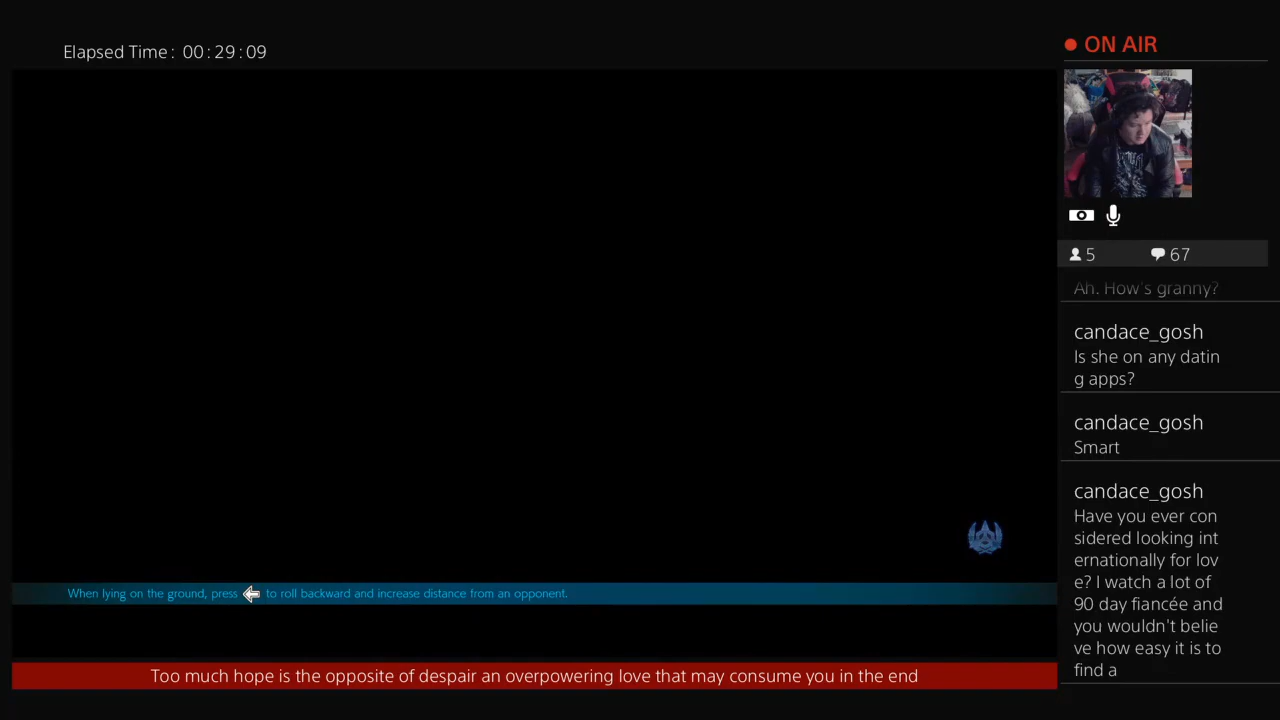 Elapsed Time: 00:29:09
ON AIR
5 67
Ah. How's granny?
candace_gosh
Is she on any datin
g apps?
candace_gosh
Smart
candace_gosh
Have you ever con
sidered looking int
ernationally for lov
e? I watch a lot of
90 day fiancée and
you wouldn't belie
ve how easy it is to
find a
When lying on the ground, press to roll backward and increase distance from an opponent.
Too much hope is the opposite of despair an overpowering love that may consume you in the end